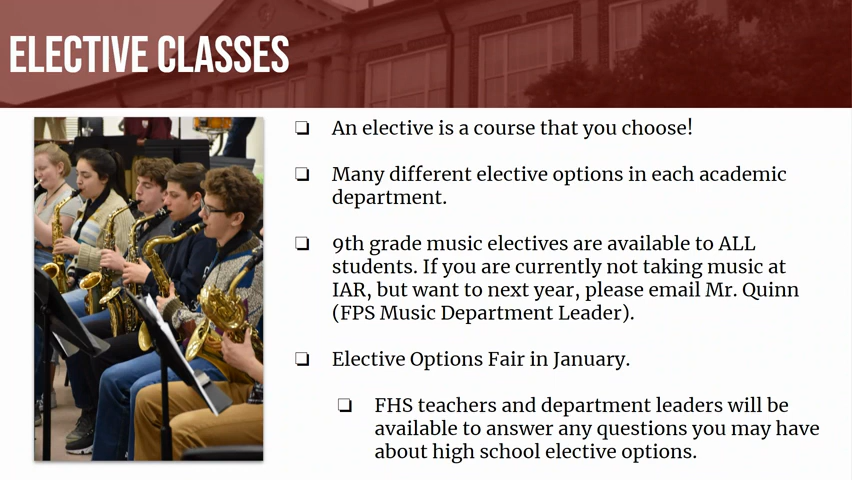 ELECTIVE CLASSES
❏ An elective is a course that you choose!
❏ Many different elective options in each academic
department.
❏ 9th grade music electives are available to ALL
students. If you are currently not taking music at
IAR, but want to next year, please email Mr. Quinn
(FPS Music Department Leader).
❏ Elective Options Fair in January.
❏ FHS teachers and department leaders will be
available to answer any questions you may have
about high school elective options.